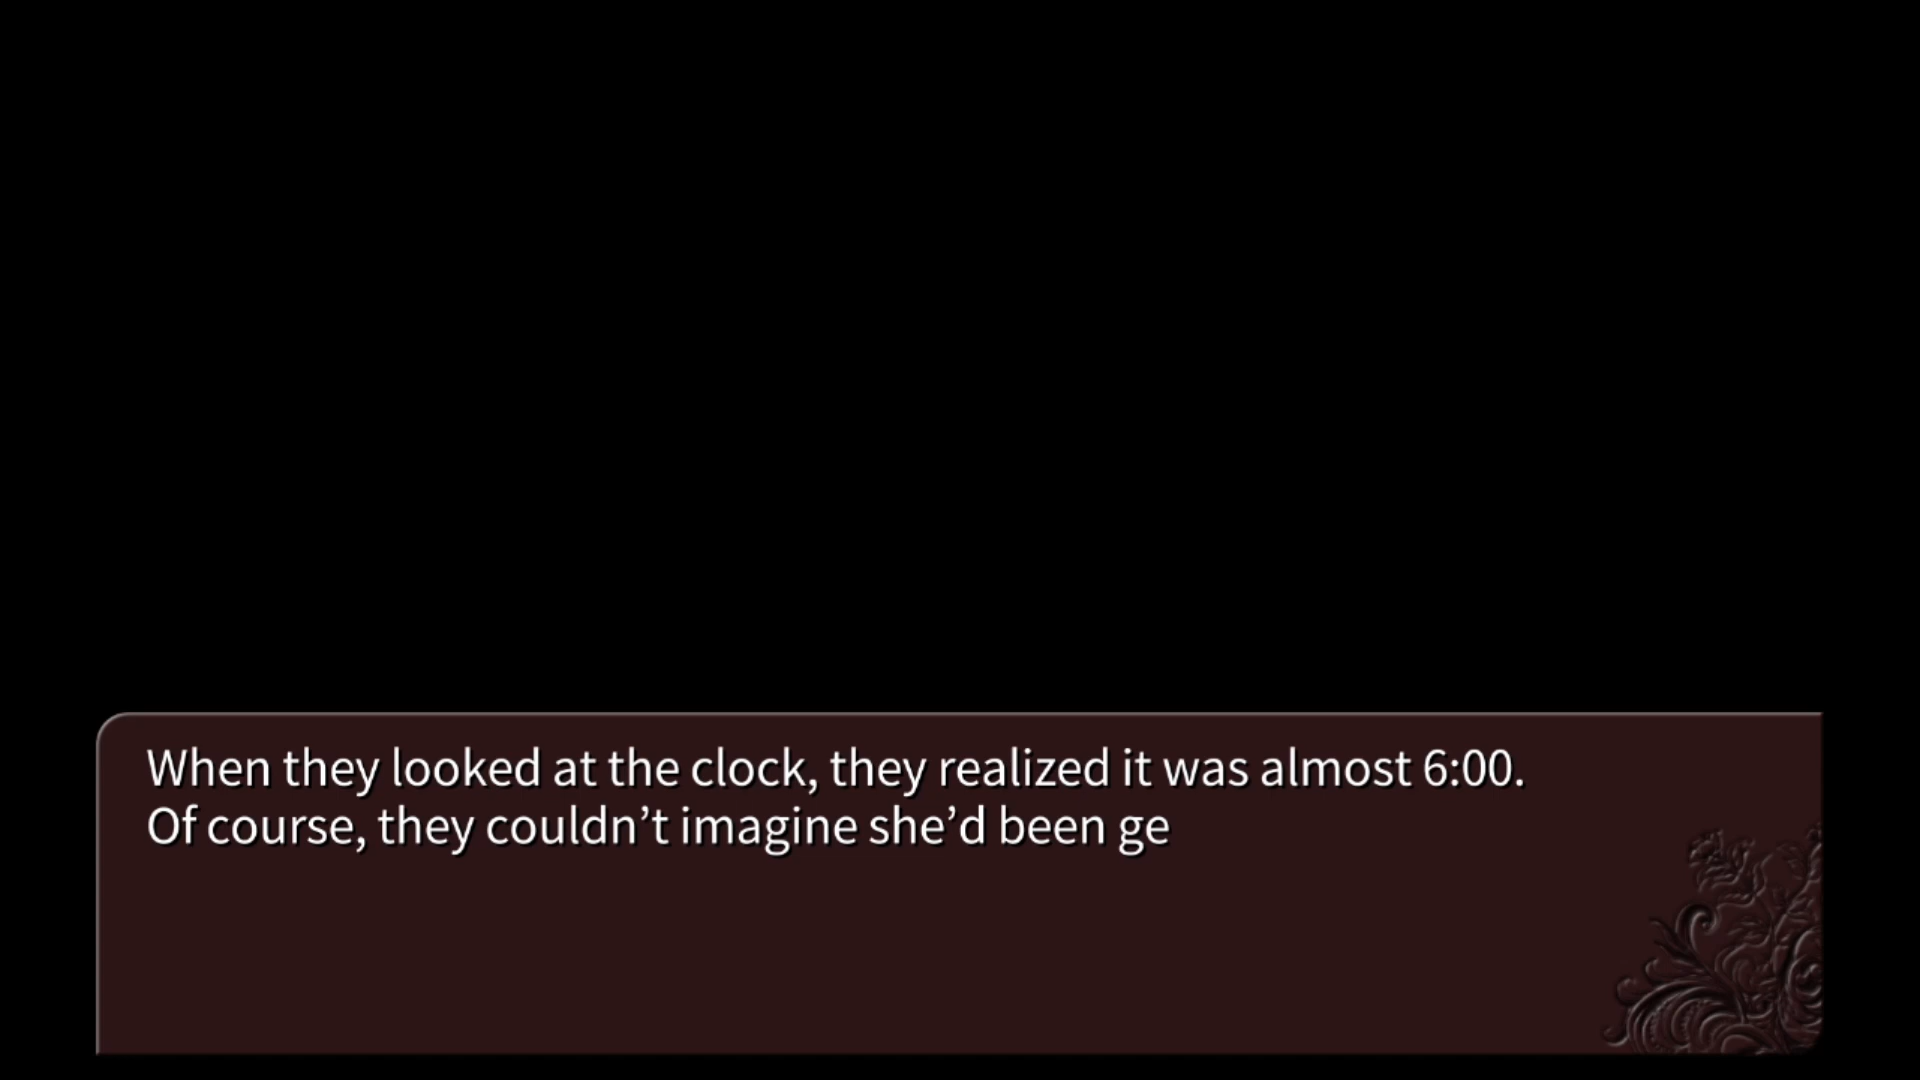 When they looked at the clock, they realized it was almost 6:00.
Of course, they couldn’t imagine she’d been ge